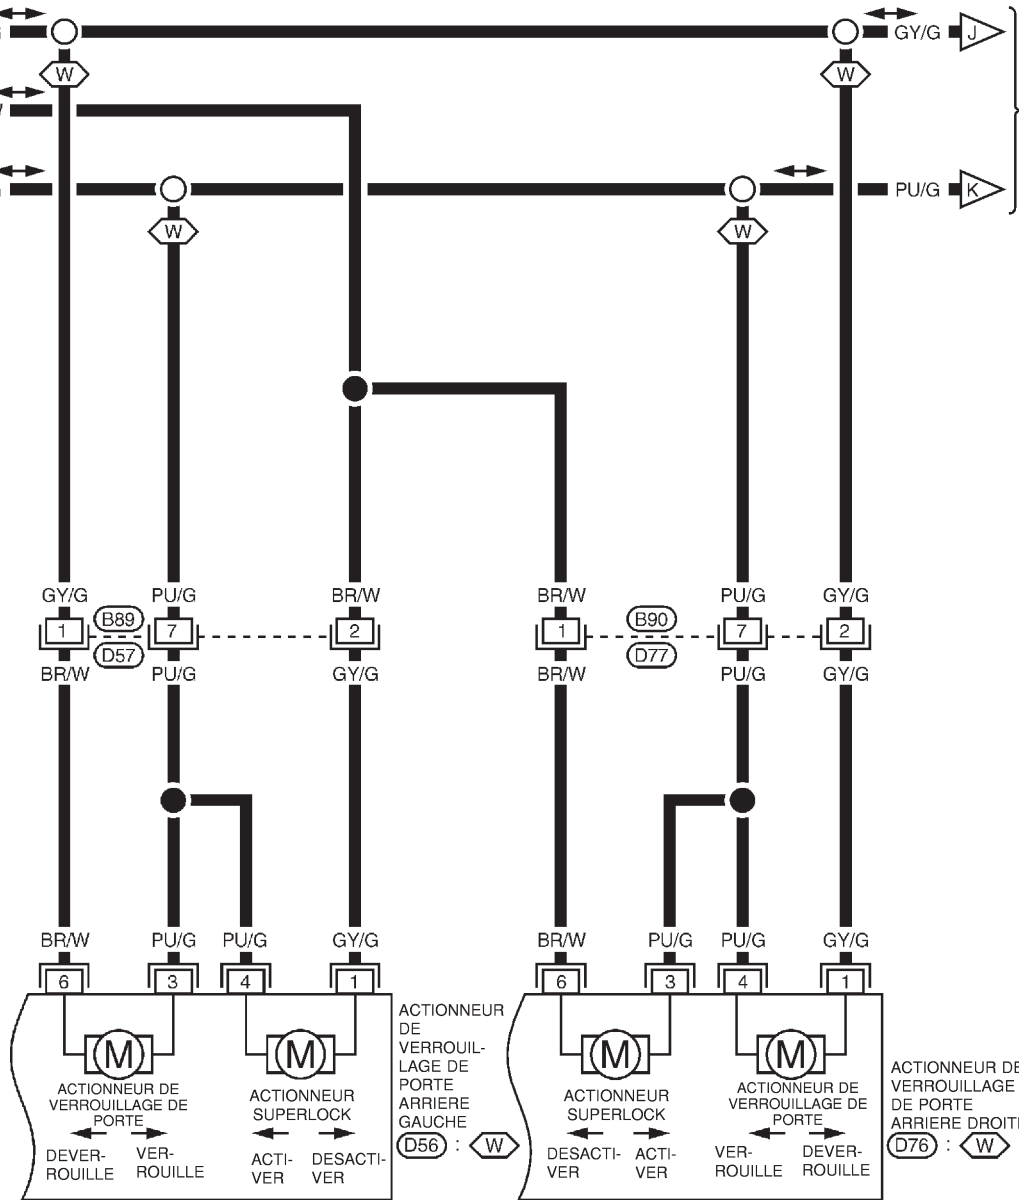 GY/G J
W W
PU/G K
W W
GY/G PU/G BR/W BR/W PU/G GY/G
B89 B90
1 7 2 1 7 2
D57 D77
BR/W PU/G GY/G BR/W PU/G GY/G
BR/W PU/G PU/G GY/G BR/W PU/G PU/G GY/G
6 3 4 1 6 3 4 1
M M M M
ACTIONNEUR DE
VERROUILLAGE DE
PORTE
DEVER-
ROUILLE
VER-
ROUILLE
ACTIONNEUR
SUPERLOCK
ACTI-
VER
DESACTI-
VER
ACTIONNEUR
DE
VERROUIL-
LAGE DE
PORTE
ARRIERE
GAUCHE
D56 : W
ACTIONNEUR
SUPERLOCK
DESACTI-
VER
ACTI-
VER
ACTIONNEUR DE
VERROUILLAGE DE
PORTE
VER-
ROUILLE
DEVER-
ROUILLE
ACTIONNEUR DE
VERROUILLAGE
DE PORTE
ARRIERE DROITE
D76 : W